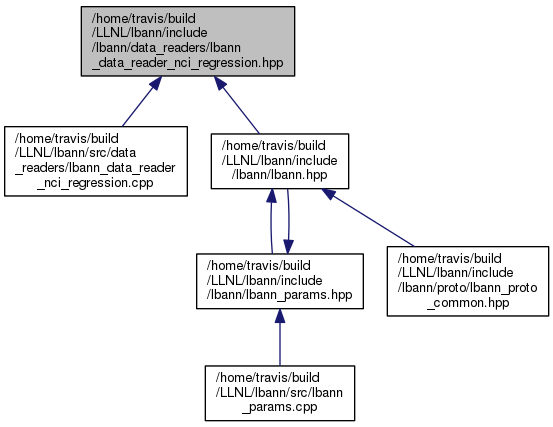 /home/travis/build
/LLNL/lbann/include
/lbann/data_readers/lbann
_data_reader_nci_regression.hpp
/home/travis/build
/LLNL/lbann/src/data
_readers/lbann_data_reader
_nci_regression.cpp
/home/travis/build
/LLNL/lbann/include
/lbann/lbann.hpp
/home/travis/build
/LLNL/lbann/include
/lbann/lbann_params.hpp
/home/travis/build
/LLNL/lbann/include
/lbann/proto/lbann_proto
_common.hpp
/home/travis/build
/LLNL/lbann/src/lbann
_params.cpp